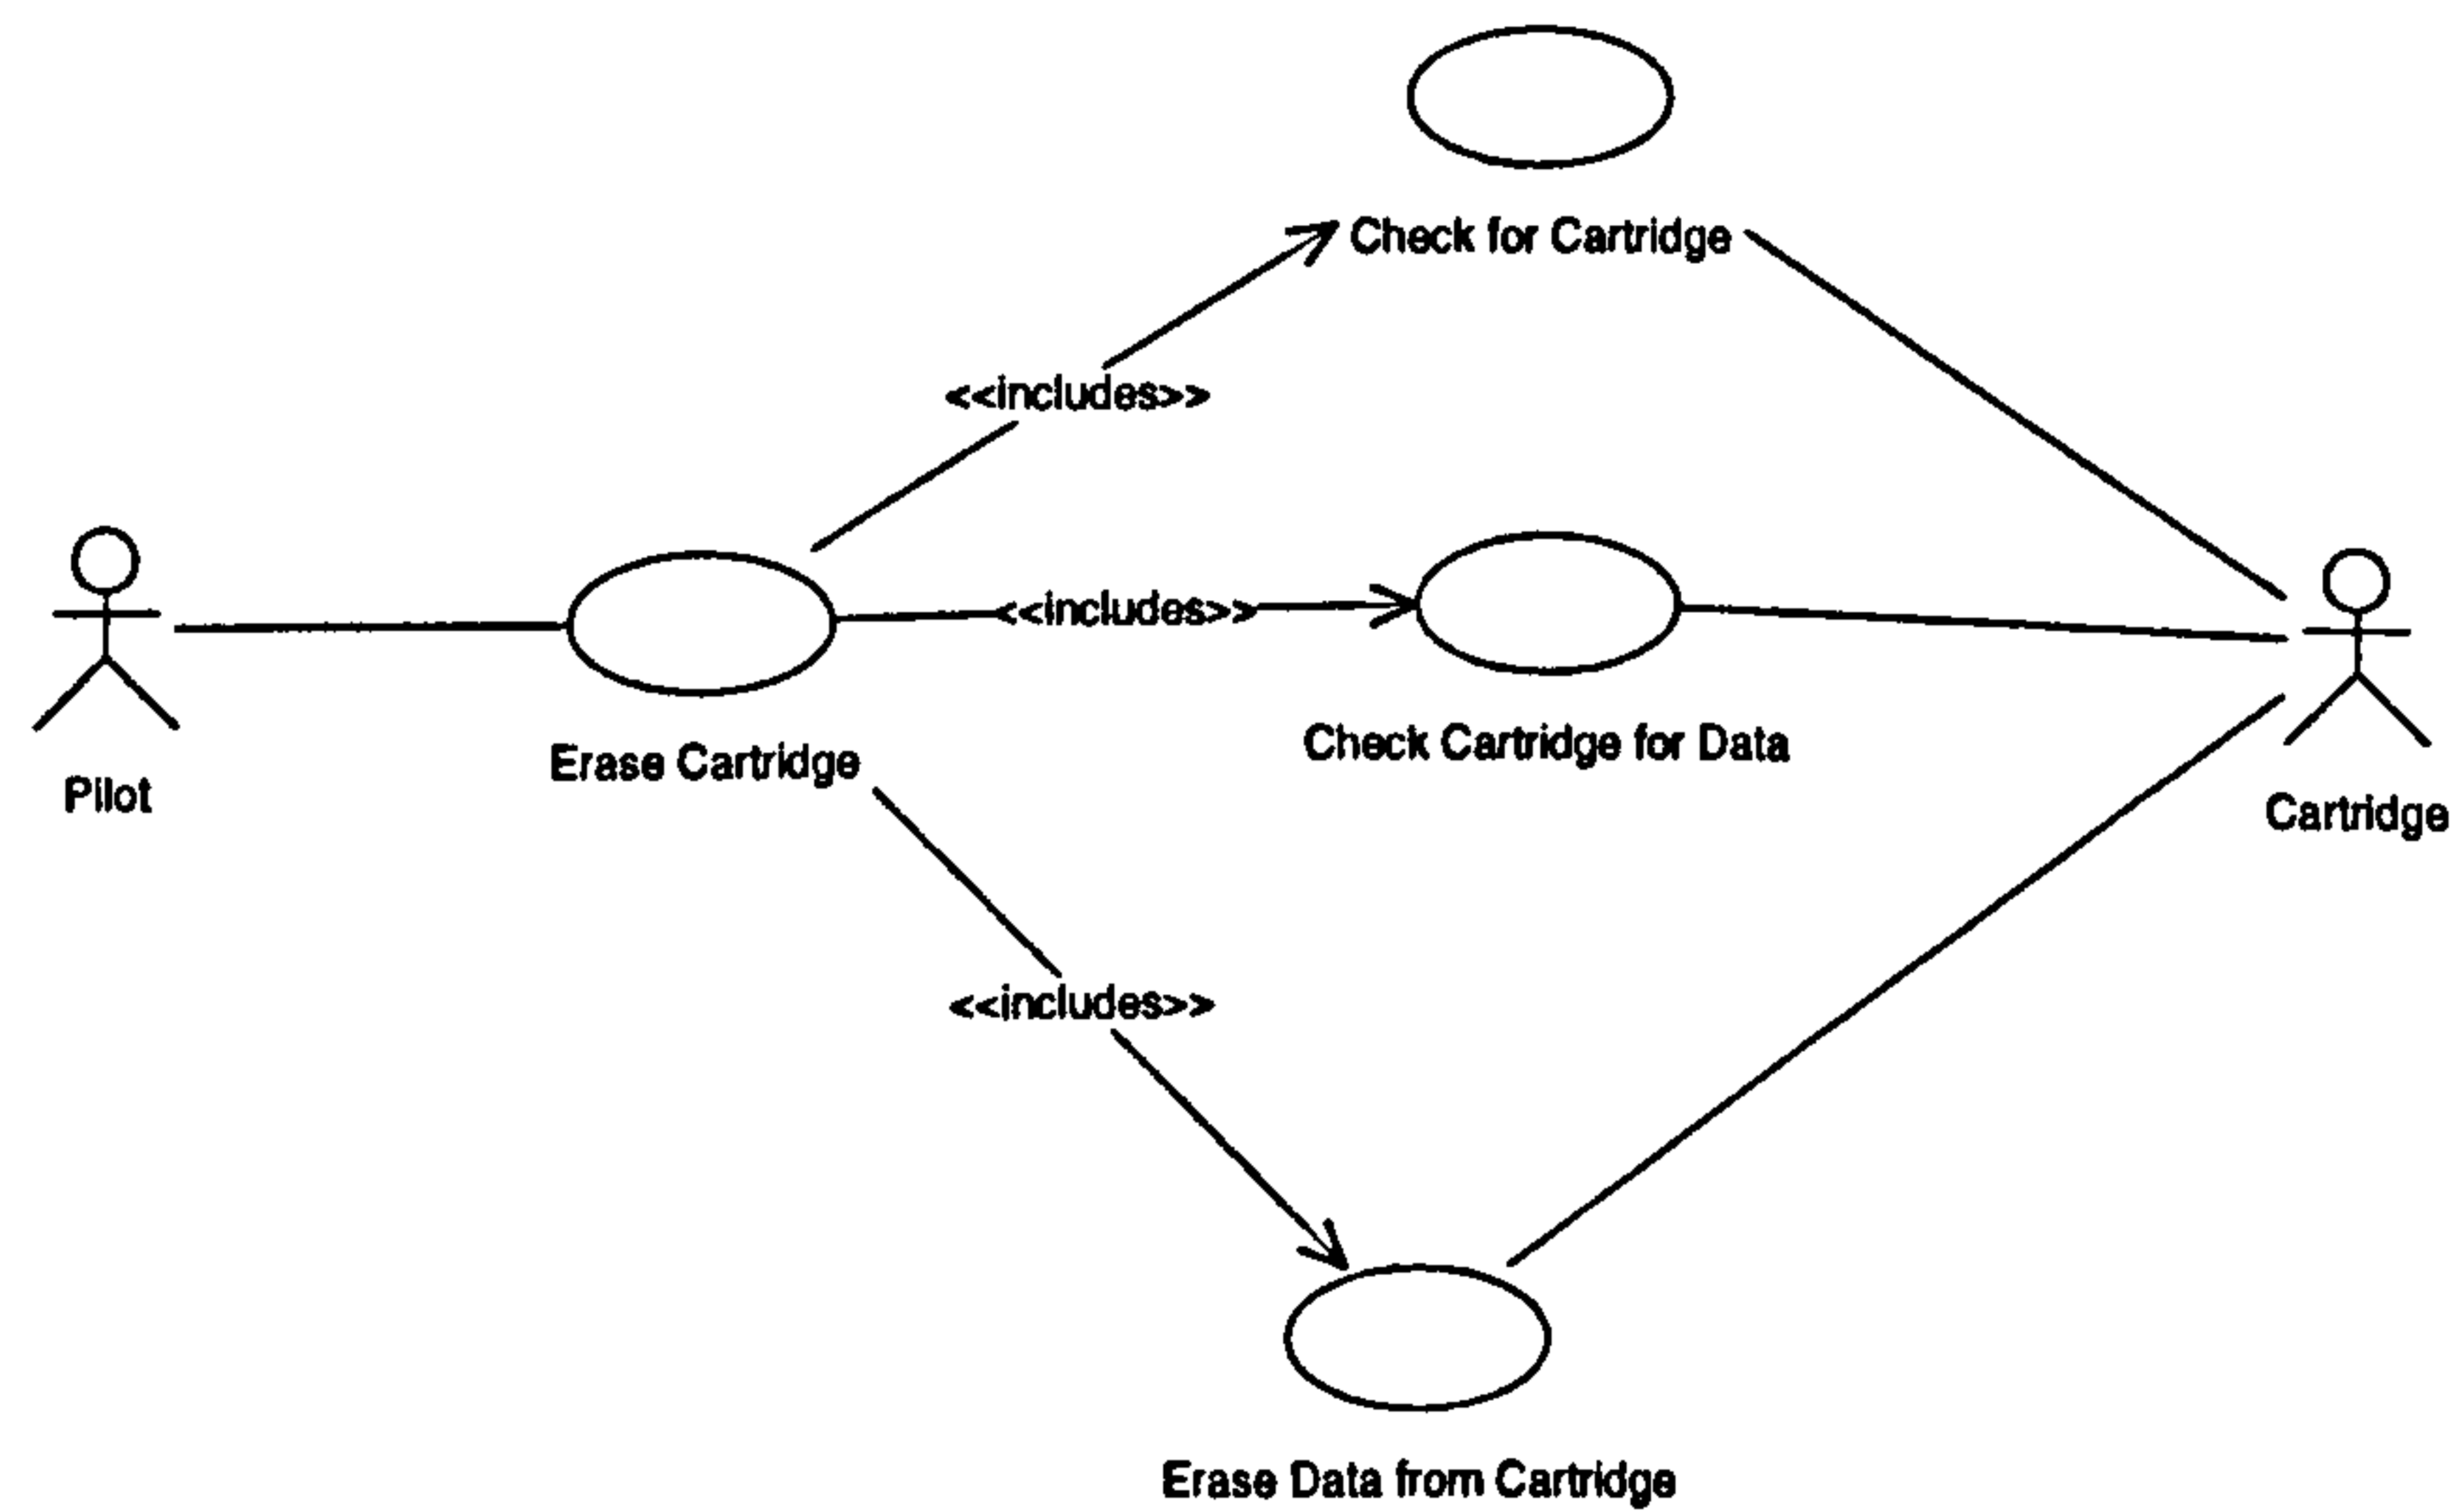 Check for Cartridge
<<includes>>
<<includes>>
Erase Cartridge
Check Cartridge for Data
Pilot
Cartridge
<<includes>>
Erase Data from Cartridge